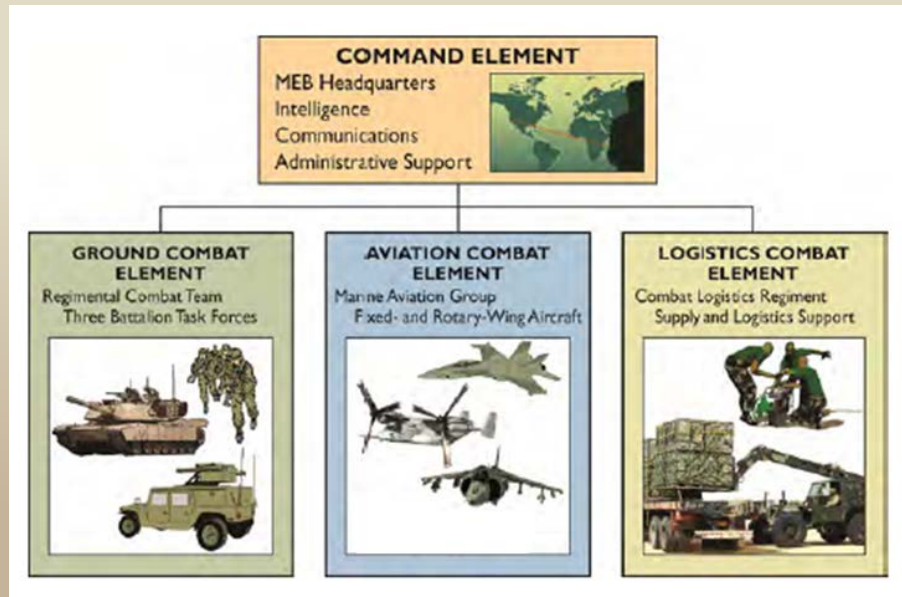 COMMAND ELEMENT
MEB Headquarters
Intelligence
Communications
Administrative Support
GROUND COMBAT
ELEMENT
Regimental Combat Team
Three Battalion Task Forces
AVIATION COMBAT
ELEMENT
Marine Aviation Group
Fixed- and Rotary-Wing Aircraft
LOGISTICS COMBAT
ELEMENT
Combat Logistics Regiment
Supply and Logistics Support